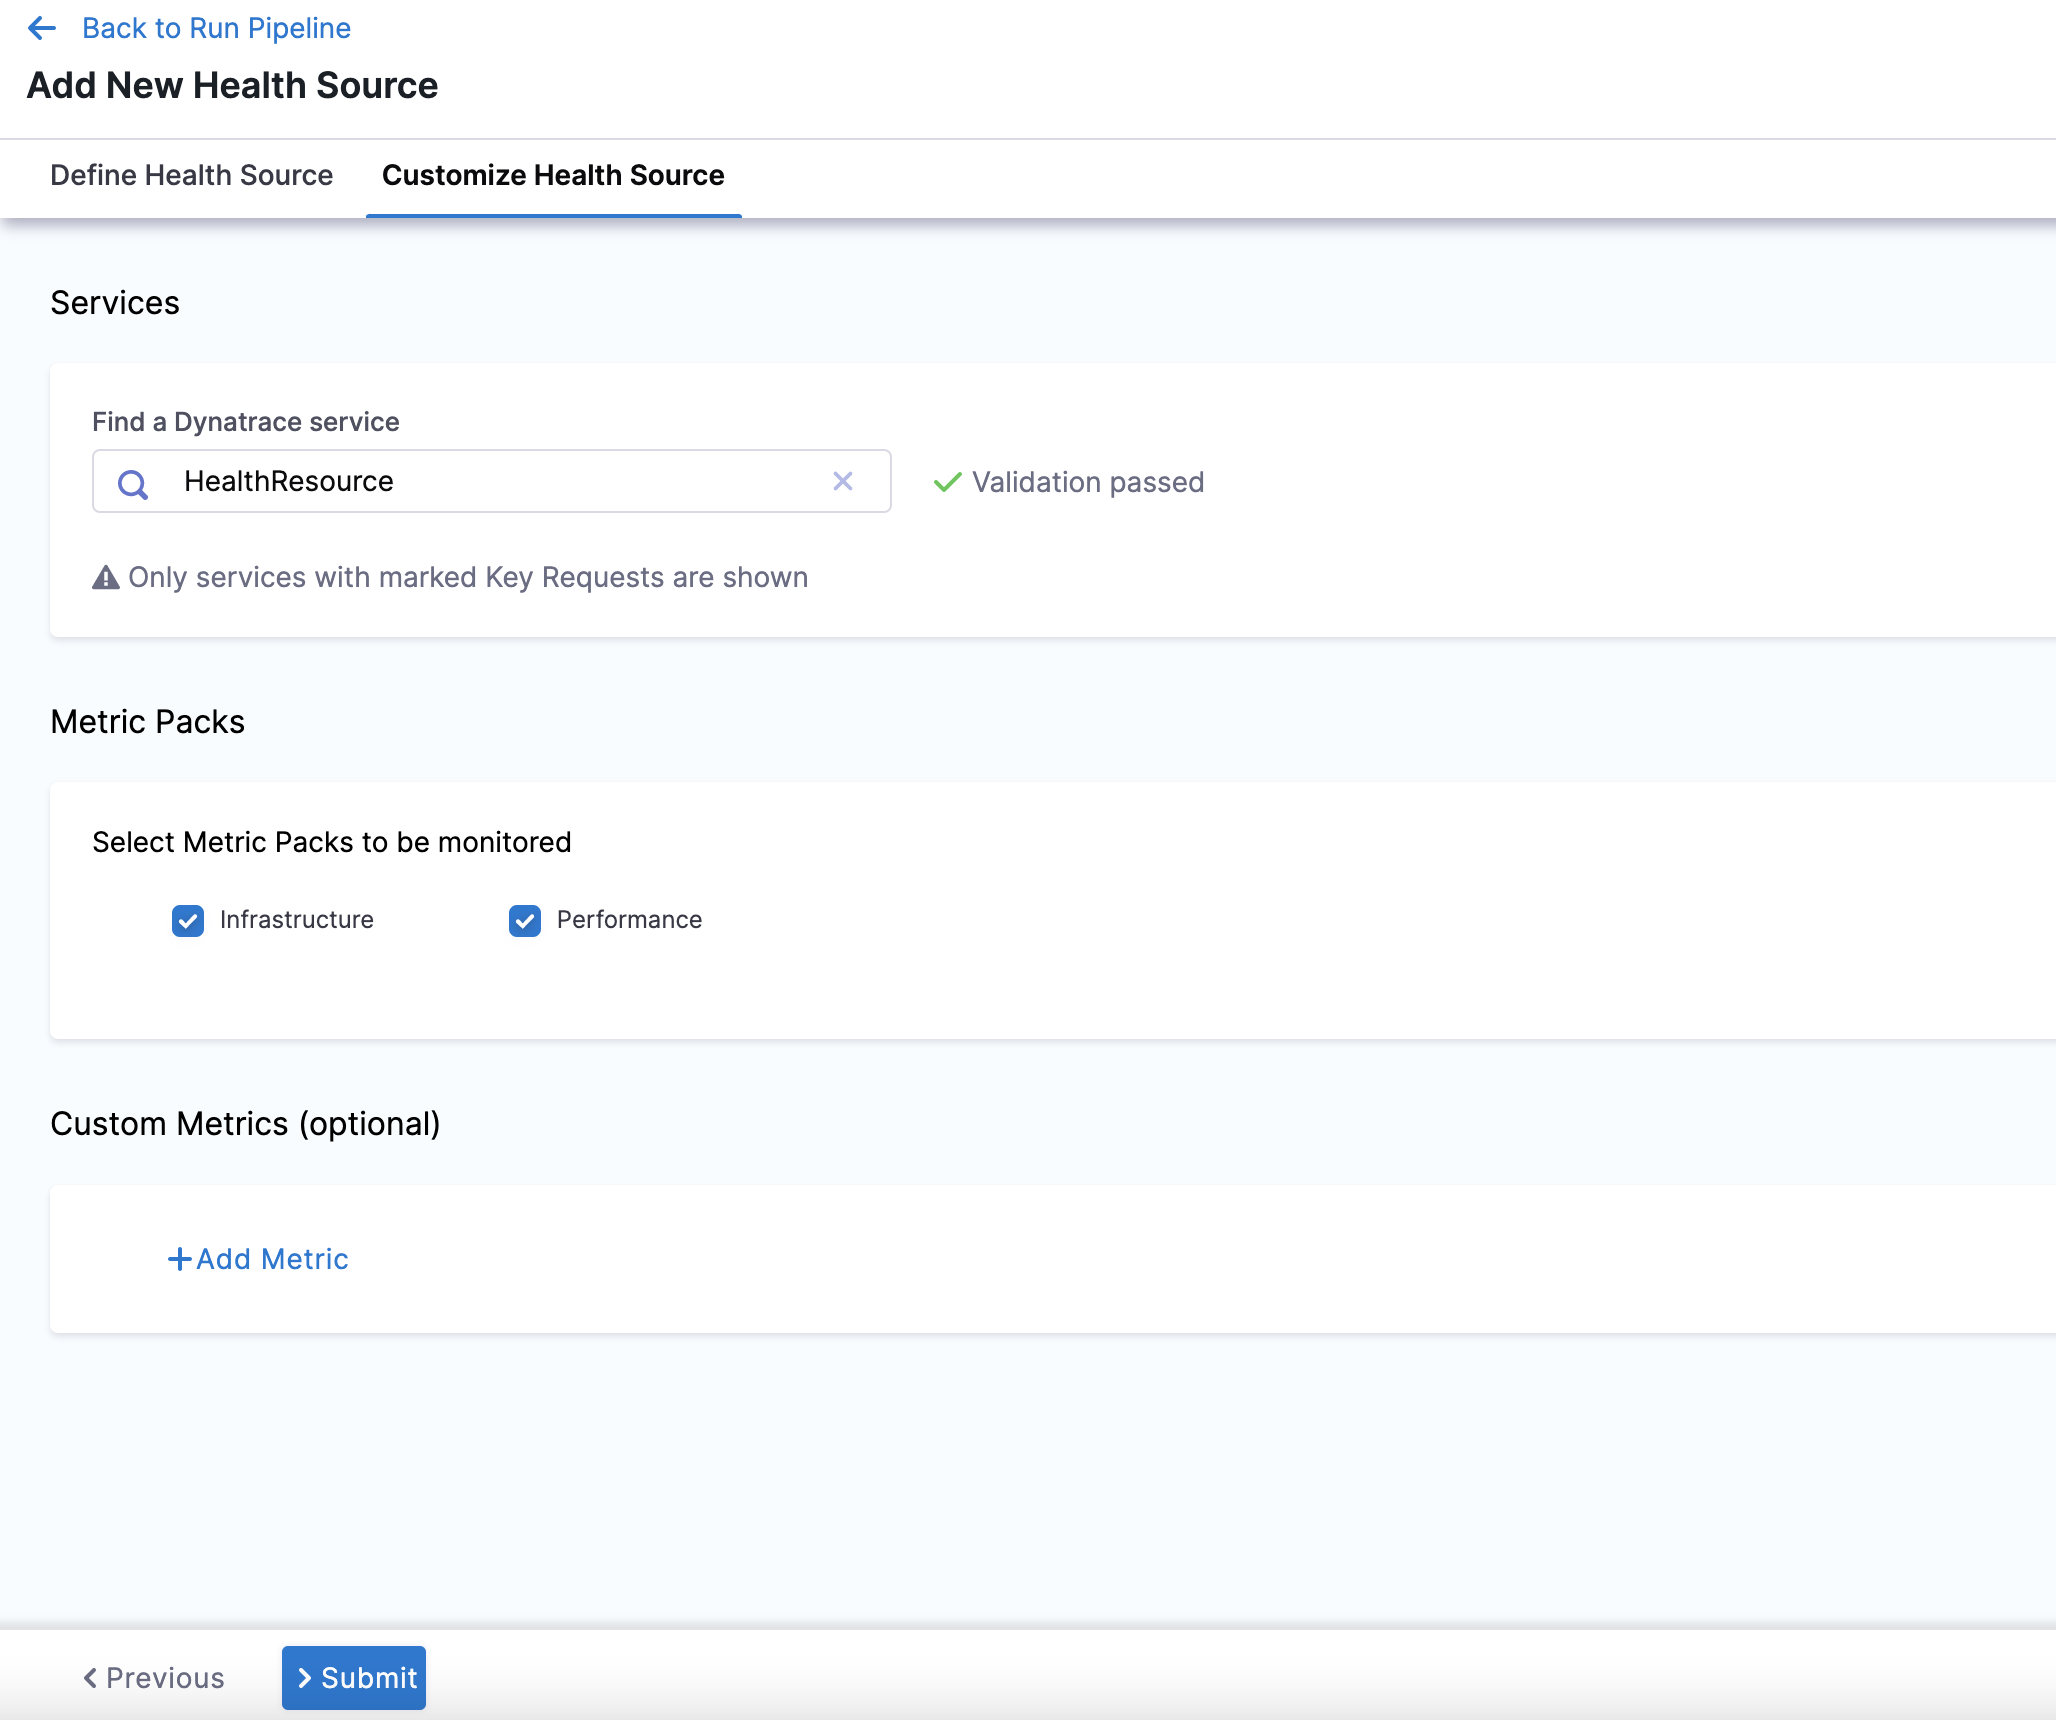 Back to Run Pipeline
Add New Health Source
Define Health Source
Customize Health Source
Services
Find a Dynatrace service
HealthResource
Validation passed
Only services with marked Key Requests are shown
Metric Packs
Select Metric Packs to be monitored
Infrastructure
Performance
Custom Metrics (optional)
+Add Metric
Previous
Submit